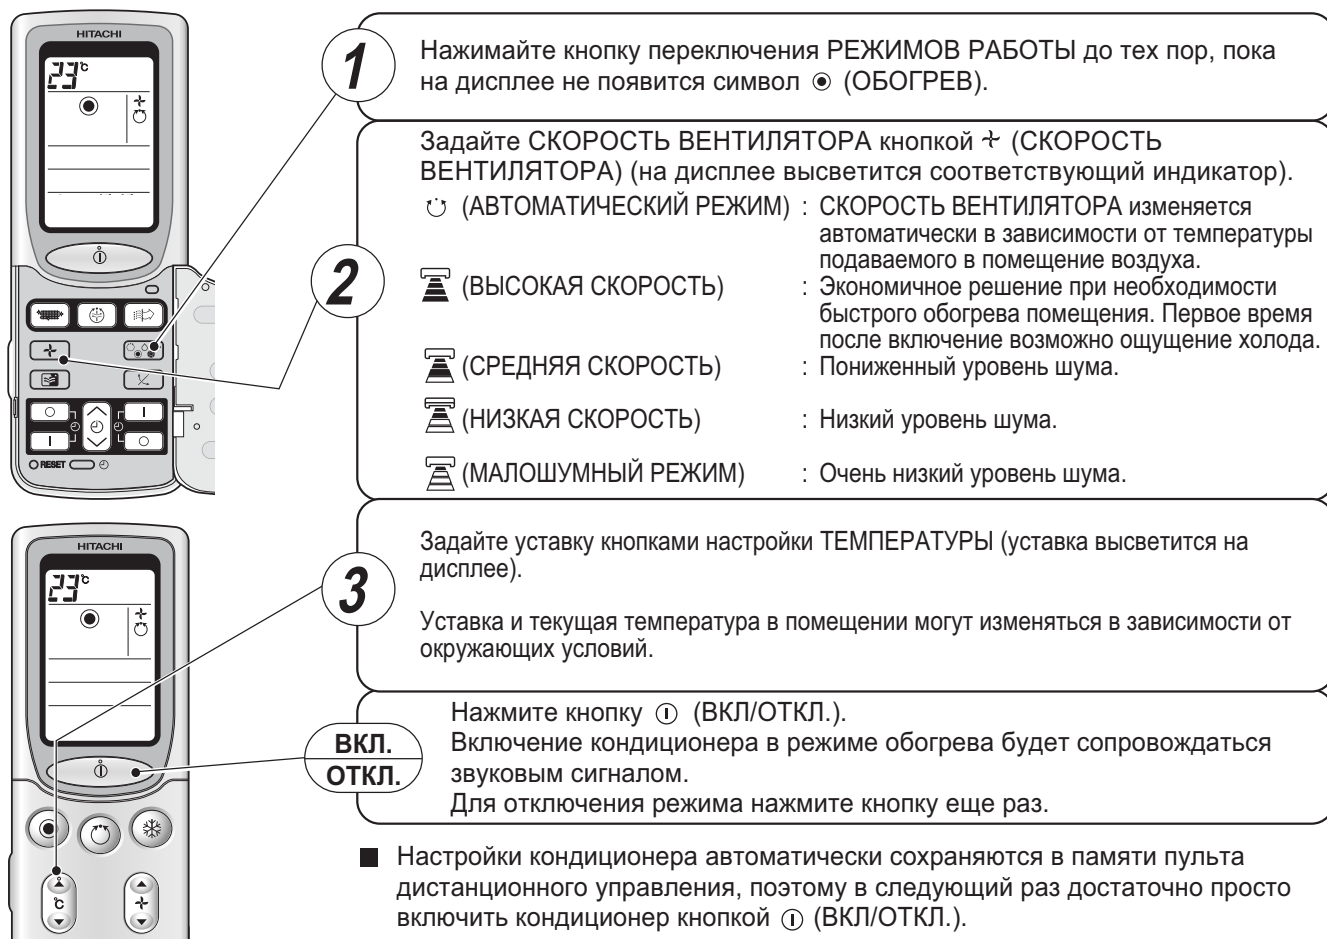 HITACHI
23°c
RESET
1
Нажимайте кнопку переключения РЕЖИМОВ РАБОТЫ до тех пор, пока
на дисплее не появится символ ◉ (ОБОГРЕВ).
2
Задайте СКОРОСТЬ ВЕНТИЛЯТОРА кнопкой (СКОРОСТЬ
ВЕНТИЛЯТОРА) (на дисплее высветится соответствующий индикатор).
(АВТОМАТИЧЕСКИЙ РЕЖИМ) : СКОРОСТЬ ВЕНТИЛЯТОРА изменяется
автоматически в зависимости от температуры
подаваемого в помещение воздуха.
(ВЫСОКАЯ СКОРОСТЬ) : Экономичное решение при необходимости
быстрого обогрева помещения. Первое время
после включение возможно ощущение холода.
(СРЕДНЯЯ СКОРОСТЬ) : Пониженный уровень шума.
(НИЗКАЯ СКОРОСТЬ) : Низкий уровень шума.
(МАЛОШУМНЫЙ РЕЖИМ) : Очень низкий уровень шума.
HITACHI
23°c
°c
3
Задайте уставку кнопками настройки ТЕМПЕРАТУРЫ (уставка высветится на
дисплее).
Уставка и текущая температура в помещении могут изменяться в зависимости от
окружающих условий.
ВКЛ.
ОТКЛ.
Нажмите кнопку (ВКЛ/ОТКЛ.).
Включение кондиционера в режиме обогрева будет сопровождаться
звуковым сигналом.
Для отключения режима нажмите кнопку еще раз.
■ Настройки кондиционера автоматически сохраняются в памяти пульта
дистанционного управления, поэтому в следующий раз достаточно просто
включить кондиционер кнопкой (ВКЛ/ОТКЛ.).